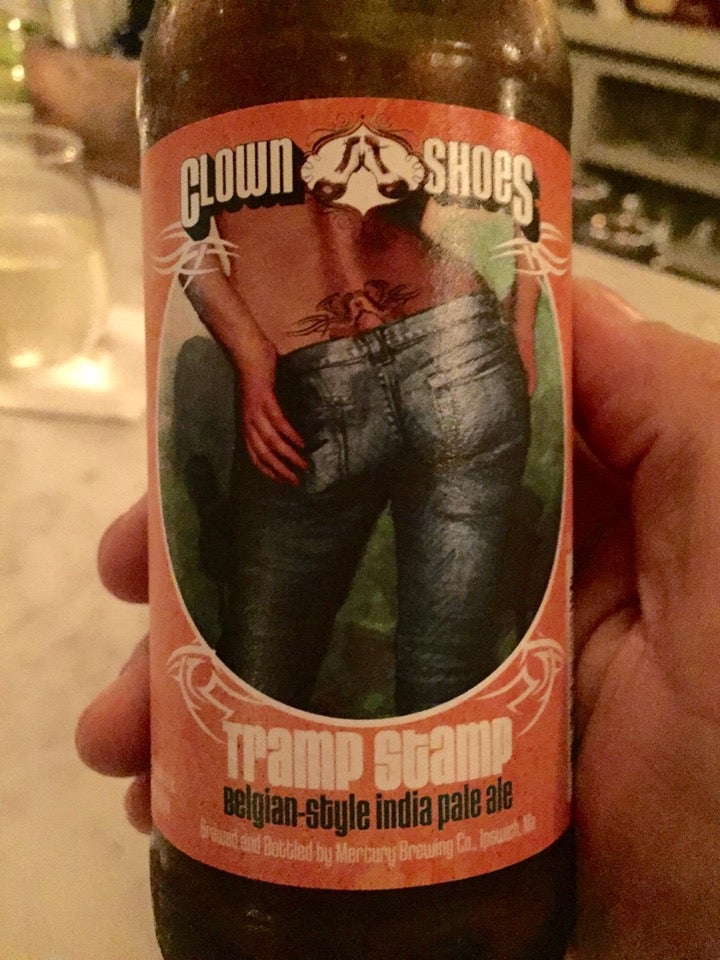 CLOWN SHOES
Tramp Stamp
Belgian-style india pale ale
Brewed and Bottled by Mercury Brewing Co., Ipswich, MA